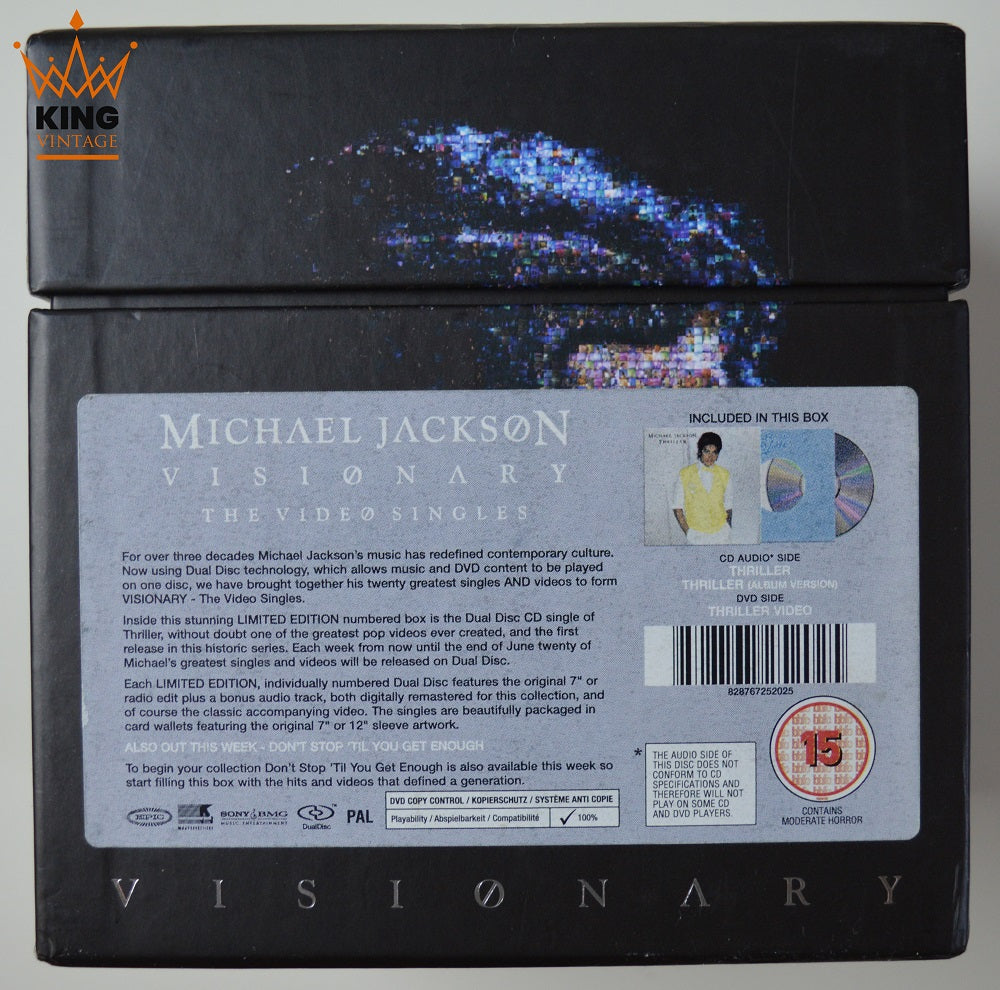 KING
VINTAGE
MICHAEL JACKSON
VISIONARY
THE VIDEO SINGLES
For over three decades Michael Jackson's music has redefined contemporary culture.
Now using Dual Disc technology, which allows music and DVD content to be played
on one disc, we have brought together his twenty greatest singles AND videos to form
VISIONARY - The Video Singles.
Inside this stunning LIMITED EDITION numbered box is the Dual Disc CD single of
Thriller, without doubt one of the greatest pop videos ever created, and the first
release in this historic series. Each week from now until the end of June twenty of
Michael's greatest singles and videos will be released on Dual Disc.
Each LIMITED EDITION, individually numbered Dual Disc features the original 7" or
radio edit plus a bonus audio track, both digitally remastered for this collection, and
of course the classic accompanying video. The singles are beautifully packaged in
card wallets featuring the original 7" or 12" sleeve artwork.
ALSO OUT THIS WEEK - DON'T STOP 'TIL YOU GET ENOUGH
To begin your collection Don't Stop 'Til You Get Enough is also available this week so
start filling this box with the hits and videos that defined a generation.
EPIC
SONY BMG
MUSIC ENTERTAINMENT
DualDisc™
PAL
DVD COPY CONTROL / KOPIERSCHUTZ / SYSTÈME ANTI COPIE
Playability / Abspielbarkeit / Compatibilité ✓ 100%
INCLUDED IN THIS BOX
MICHAEL JACKSON
THRILLER
CD AUDIO* SIDE
THRILLER
THRILLER (ALBUM VERSION)
DVD SIDE
THRILLER VIDEO
828767252025
* THE AUDIO SIDE OF
THIS DISC DOES NOT
CONFORM TO CD
SPECIFICATIONS AND
THEREFORE WILL NOT
PLAY ON SOME CD
AND DVD PLAYERS.
15
CONTAINS
MODERATE HORROR
VISIONARY